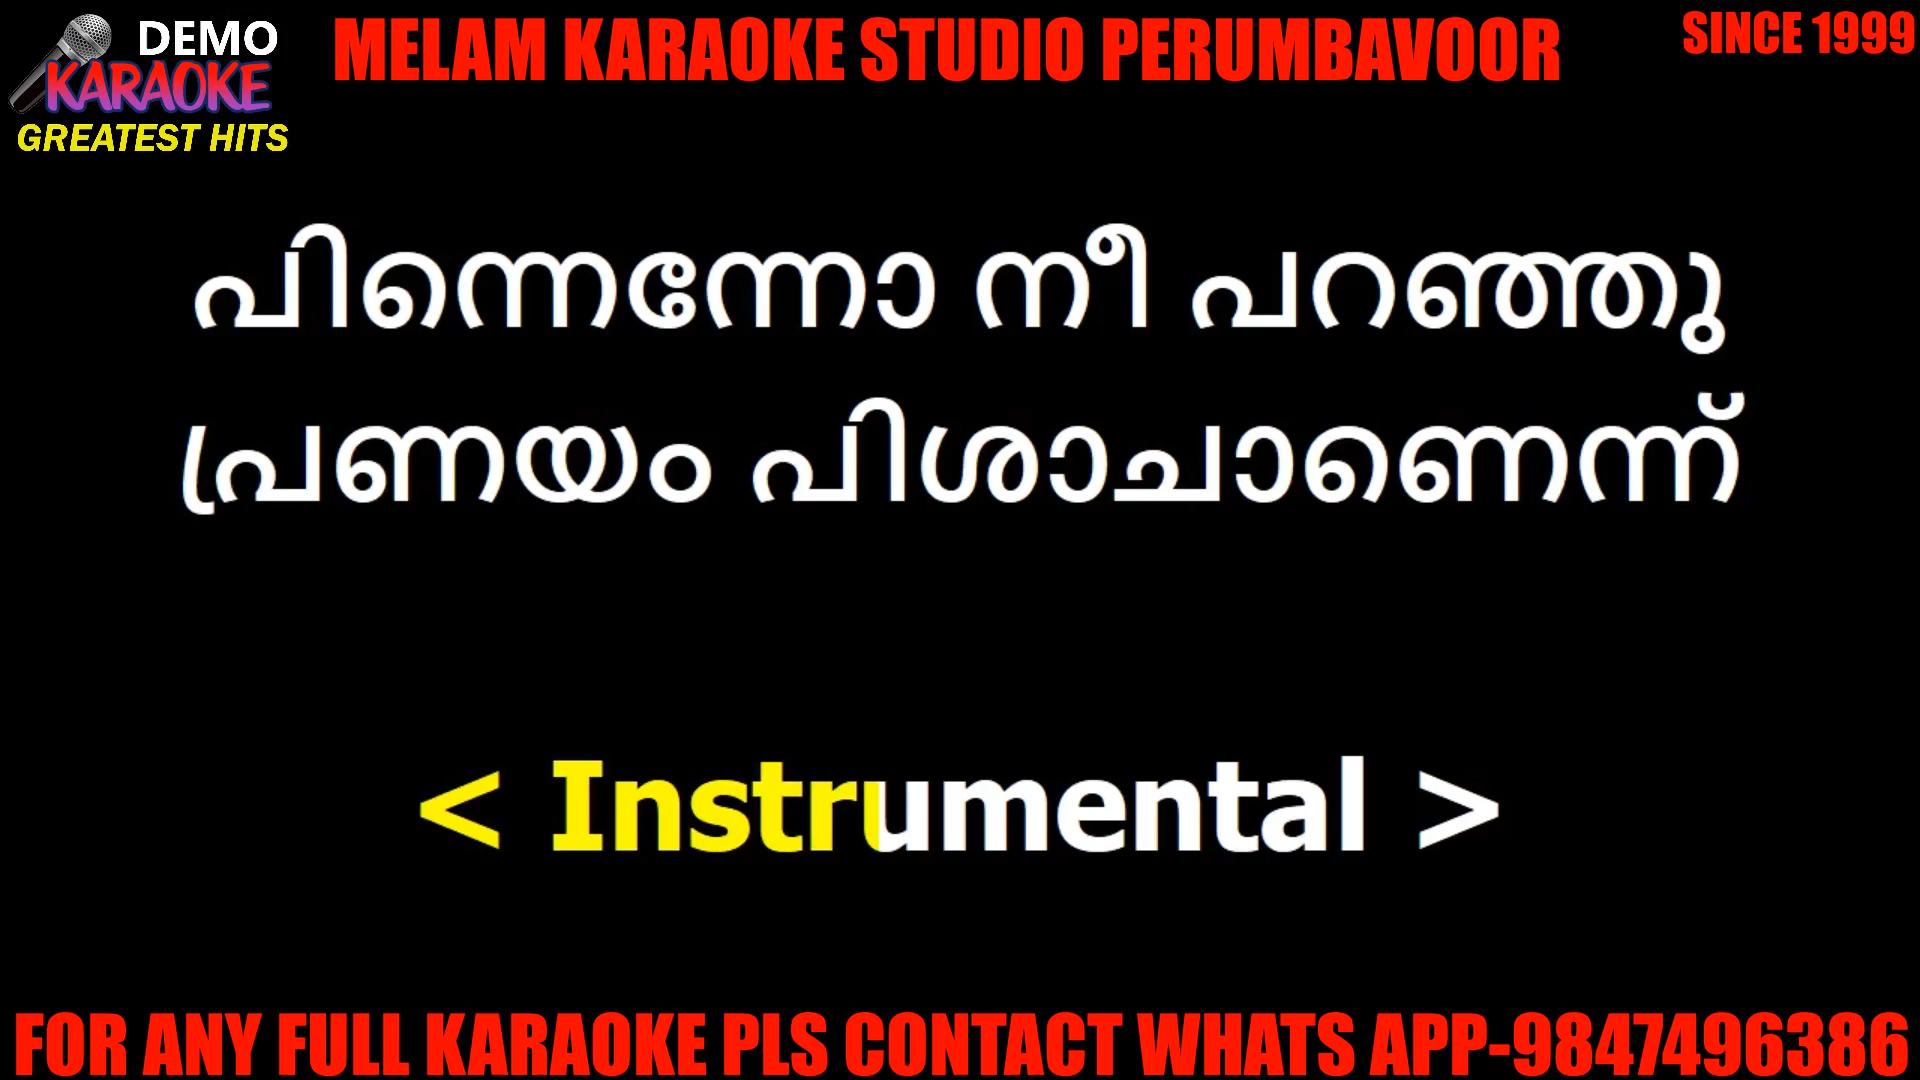 DEMO
KARAOKE
GREATEST HITS
MELAM KARAOKE STUDIO PERUMBAVOOR
SINCE 1999
പിന്നെന്നോ നീ പറഞ്ഞു
പ്രണയം പിശാചാണെന്ന്
< Instrumental >
FOR ANY FULL KARAOKE PLS CONTACT WHATS APP-9847496386